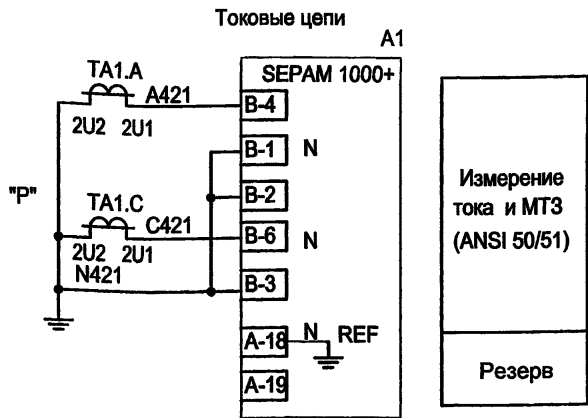 Токовые цепи
A1
SEPAM 1000+
TA1.A
A421
2U2 2U1
B-4
B-1 N
B-2
"P"
TA1.C
C421
2U2 2U1
B-6 N
N421
B-3
A-18 N REF
A-19
Измерение
тока и МТЗ
(ANSI 50/51)
Резерв